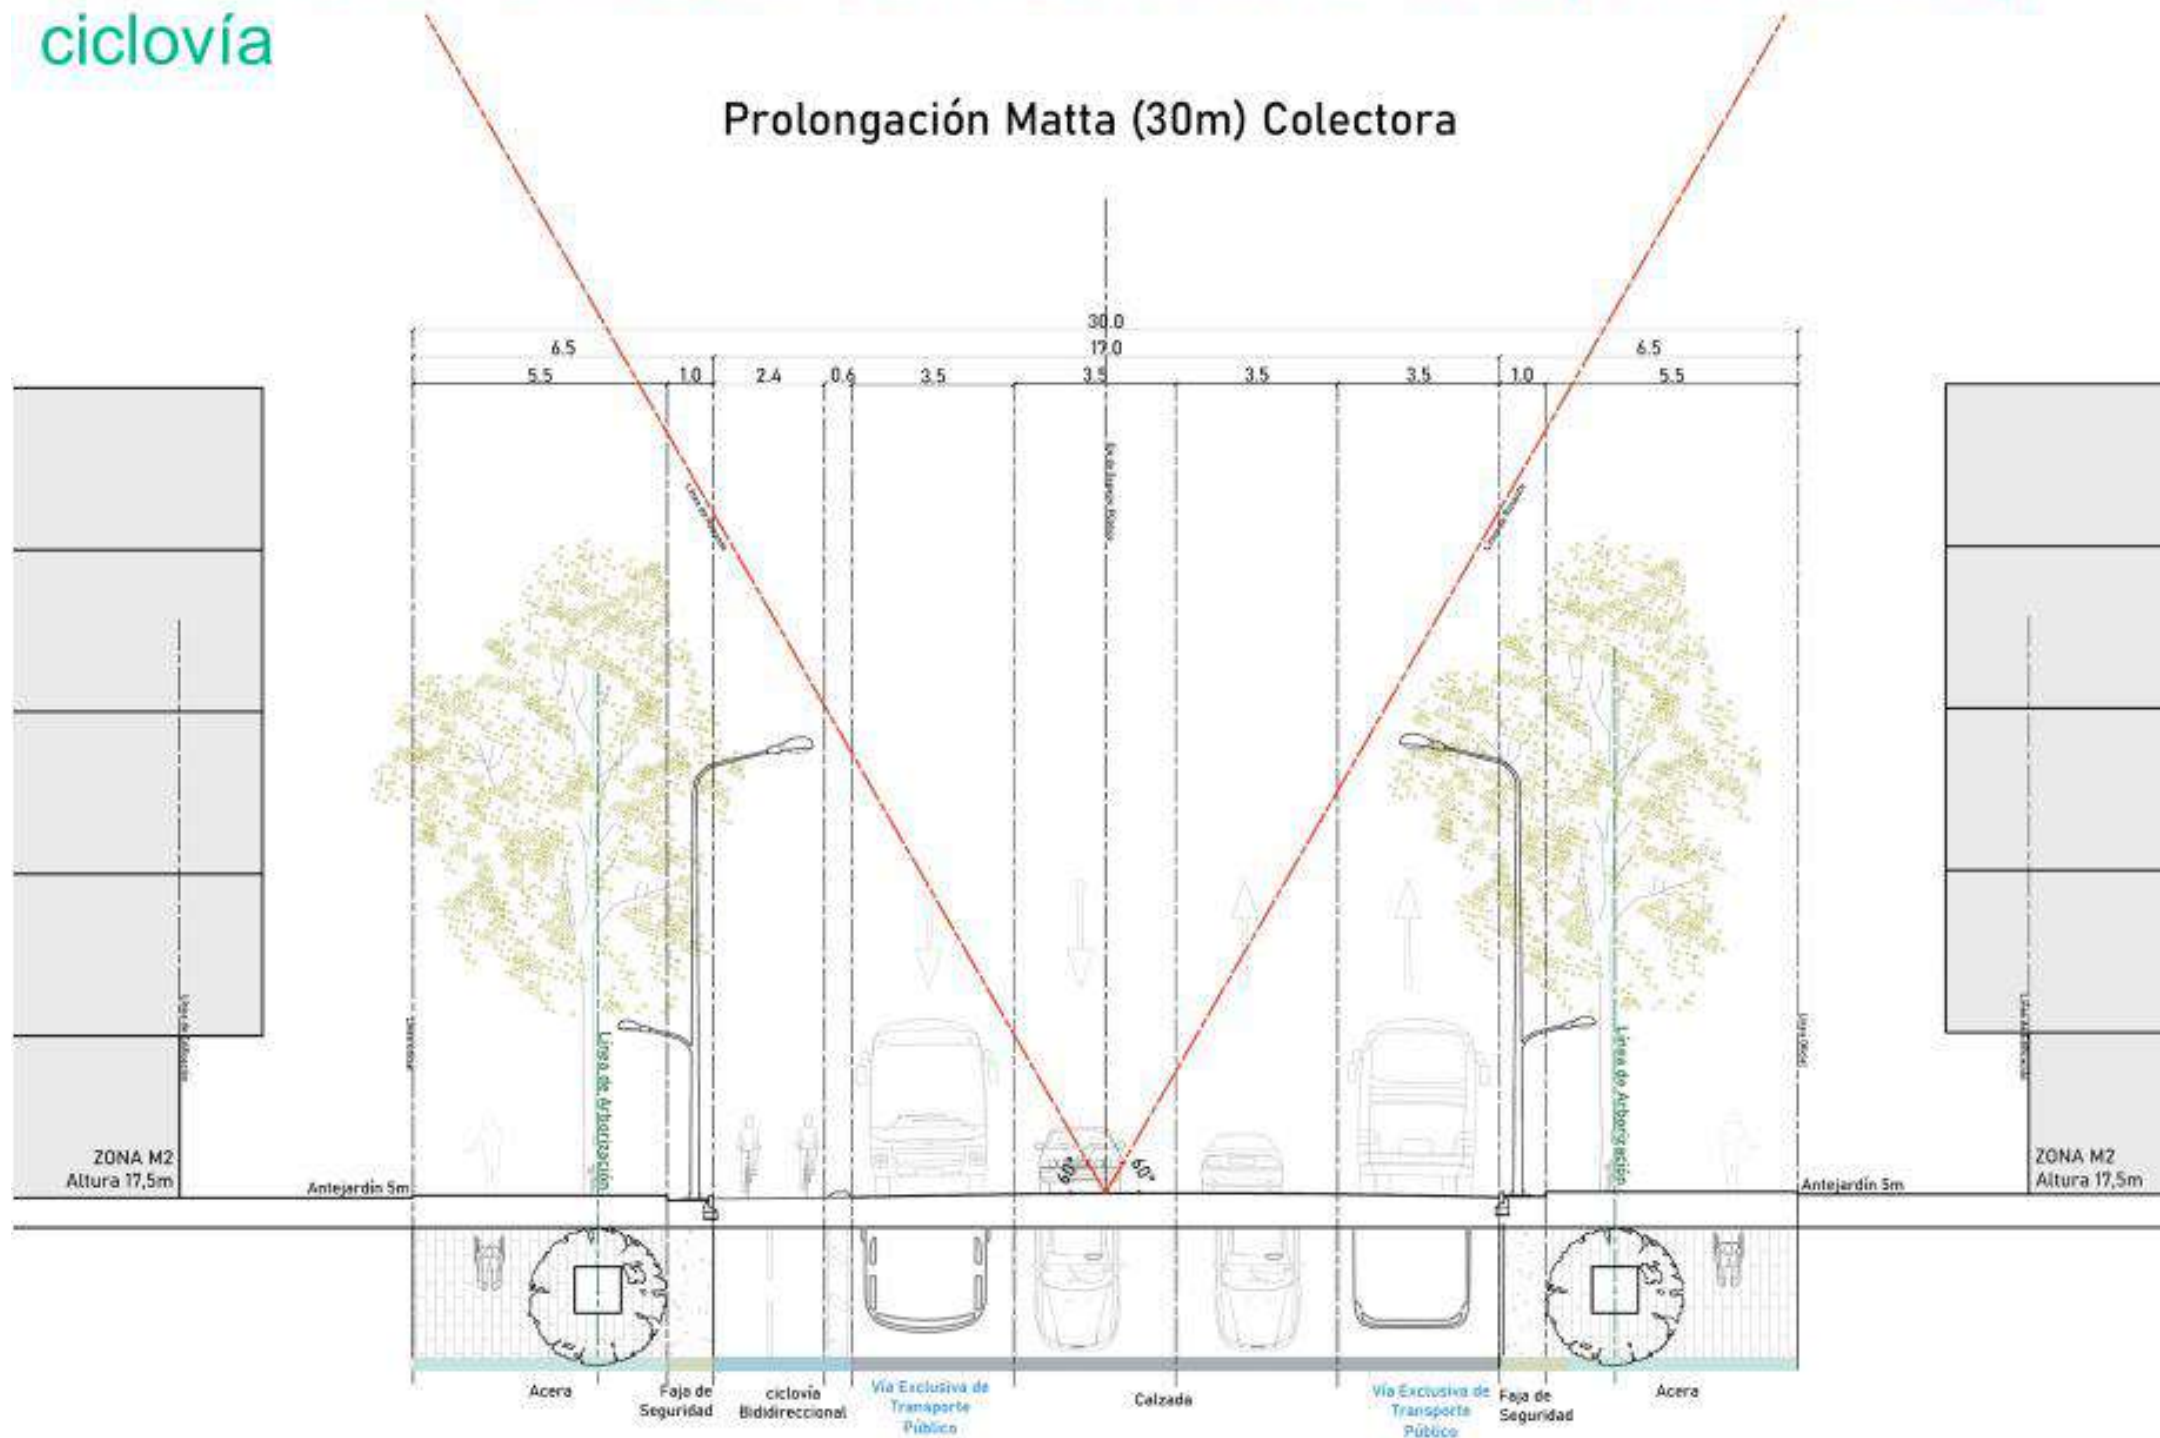 ciclovía
Prolongación Matta (30m) Colectora
30.0
6.5
17.0
6.5
5.5
1.0
2.4
0.6
3.5
3.5
3.5
3.5
1.0
5.5
Línea de Arborización
Línea de Arborización
60°
60°
ZONA M2
Altura 17,5m
Antejardín 5m
Antejardín 5m
ZONA M2
Altura 17,5m
Acera
Faja de
Seguridad
ciclovía
Bididireccional
Vía Exclusiva de
Transporte
Público
Calzada
Vía Exclusiva de
Transporte
Público
Faja de
Seguridad
Acera